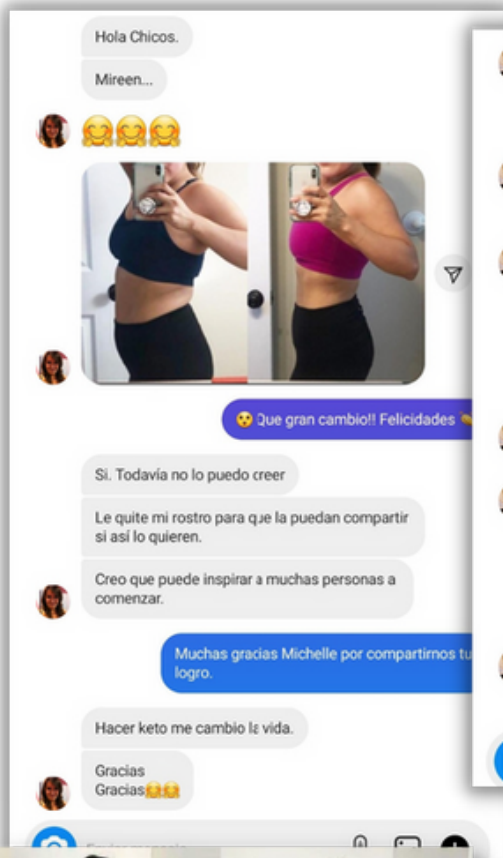 Hola Chicos.
Mireen...
Que gran cambio!! Felicidades
Si. Todavía no lo puedo creer
Le quite mi rostro para que la puedan compartir
si así lo quieren.
Creo que puede inspirar a muchas personas a
comenzar.
Muchas gracias Michelle por compartirnos tu
logro.
Hacer keto me cambio la vida.
Gracias
Gracias